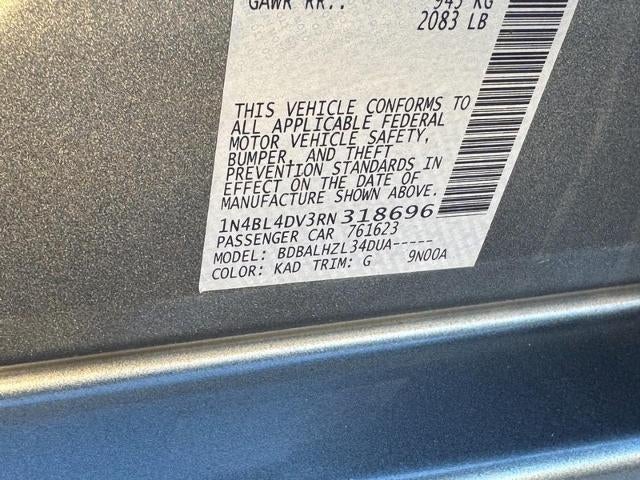 GAWR RR.: 945 KG
2083 LB
THIS VEHICLE CONFORMS TO
ALL APPLICABLE FEDERAL
MOTOR VEHICLE SAFETY,
BUMPER, AND THEFT
PREVENTION STANDARDS IN
EFFECT ON THE DATE OF
MANUFACTURE SHOWN ABOVE.
1N4BL4DV3RN318696
PASSENGER CAR 761623
MODEL: BDBALHZL34DUA-----
COLOR: KAD TRIM: G 9N00A